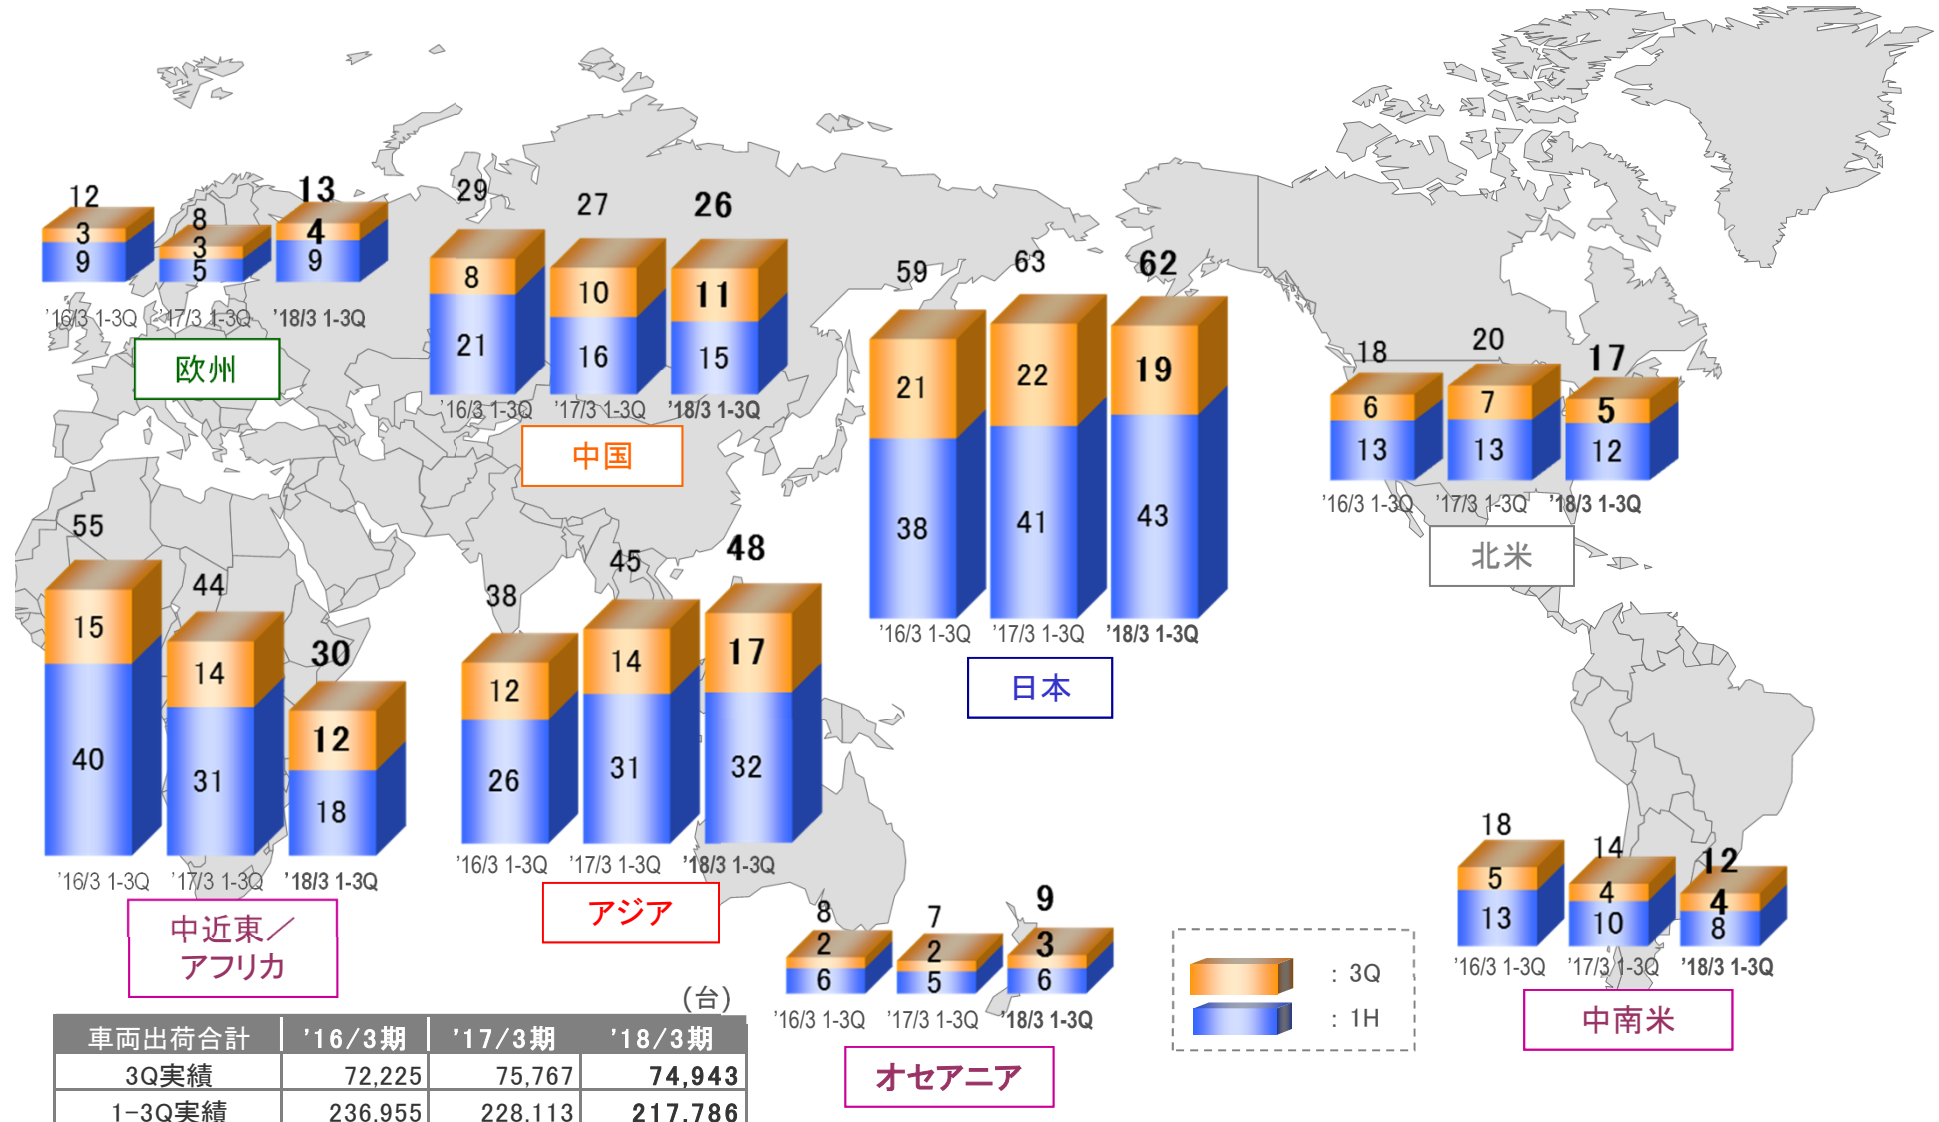 12
3
9
8
3
5
13
4
9
’16/3 1-3Q
’17/3 1-3Q
’18/3 1-3Q
欧州
29
8
21
27
10
16
26
11
15
’16/3 1-3Q
’17/3 1-3Q
’18/3 1-3Q
中国
59
21
38
63
22
41
62
19
43
’16/3 1-3Q
’17/3 1-3Q
’18/3 1-3Q
日本
18
6
13
20
7
13
17
5
12
’16/3 1-3Q
’17/3 1-3Q
’18/3 1-3Q
北米
55
15
40
44
14
31
30
12
18
’16/3 1-3Q
’17/3 1-3Q
’18/3 1-3Q
中近東／
アフリカ
38
12
26
45
14
31
48
17
32
’16/3 1-3Q
’17/3 1-3Q
’18/3 1-3Q
アジア
8
2
6
7
2
5
9
3
6
’16/3 1-3Q
’17/3 1-3Q
’18/3 1-3Q
オセアニア
18
5
13
14
4
10
12
4
8
’16/3 1-3Q
’17/3 1-3Q
’18/3 1-3Q
中南米
: 3Q
: 1H
(台)
車両出荷合計 ’16/3期 ’17/3期 ’18/3期
3Q実績 72,225 75,767 74,943
1-3Q実績 236,955 228,113 217,786